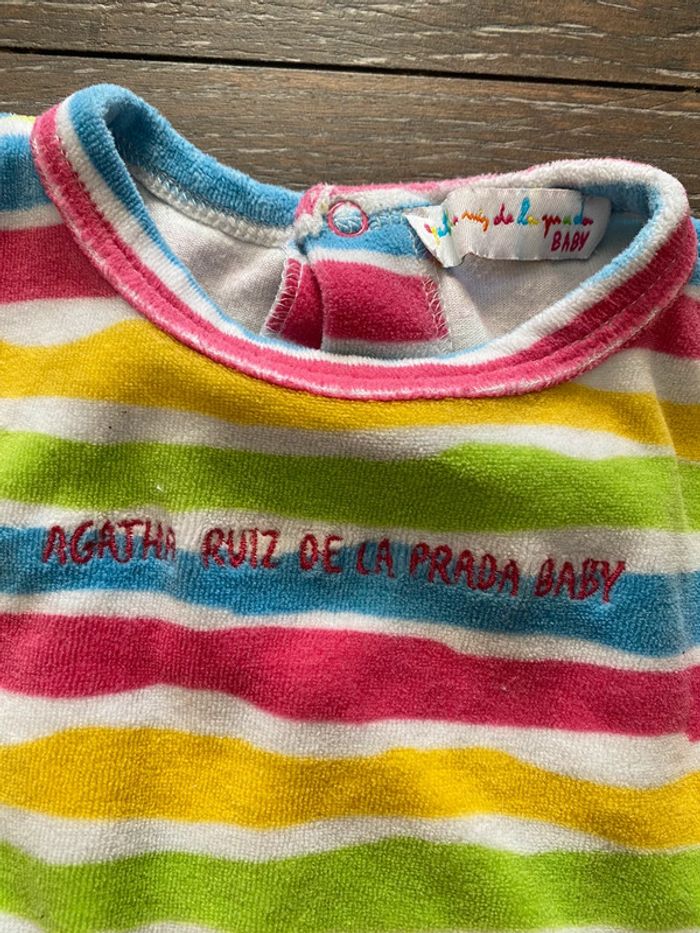 ruiz de la prada
BABY
AGATHA RUIZ DE LA PRADA BABY